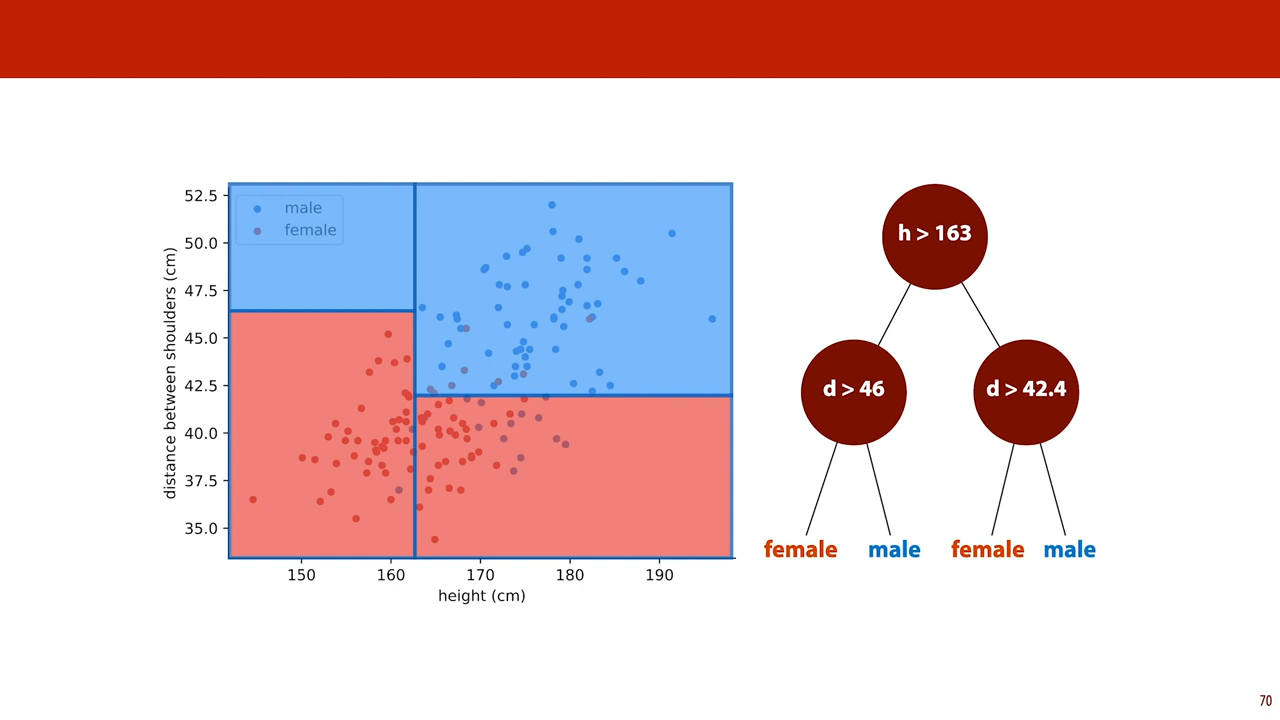 52.5
50.0
47.5
45.0
42.5
40.0
37.5
35.0
distance between shoulders (cm)
male
female
150 160 170 180 190
height (cm)
h > 163
d > 46 d > 42.4
female male female male
70